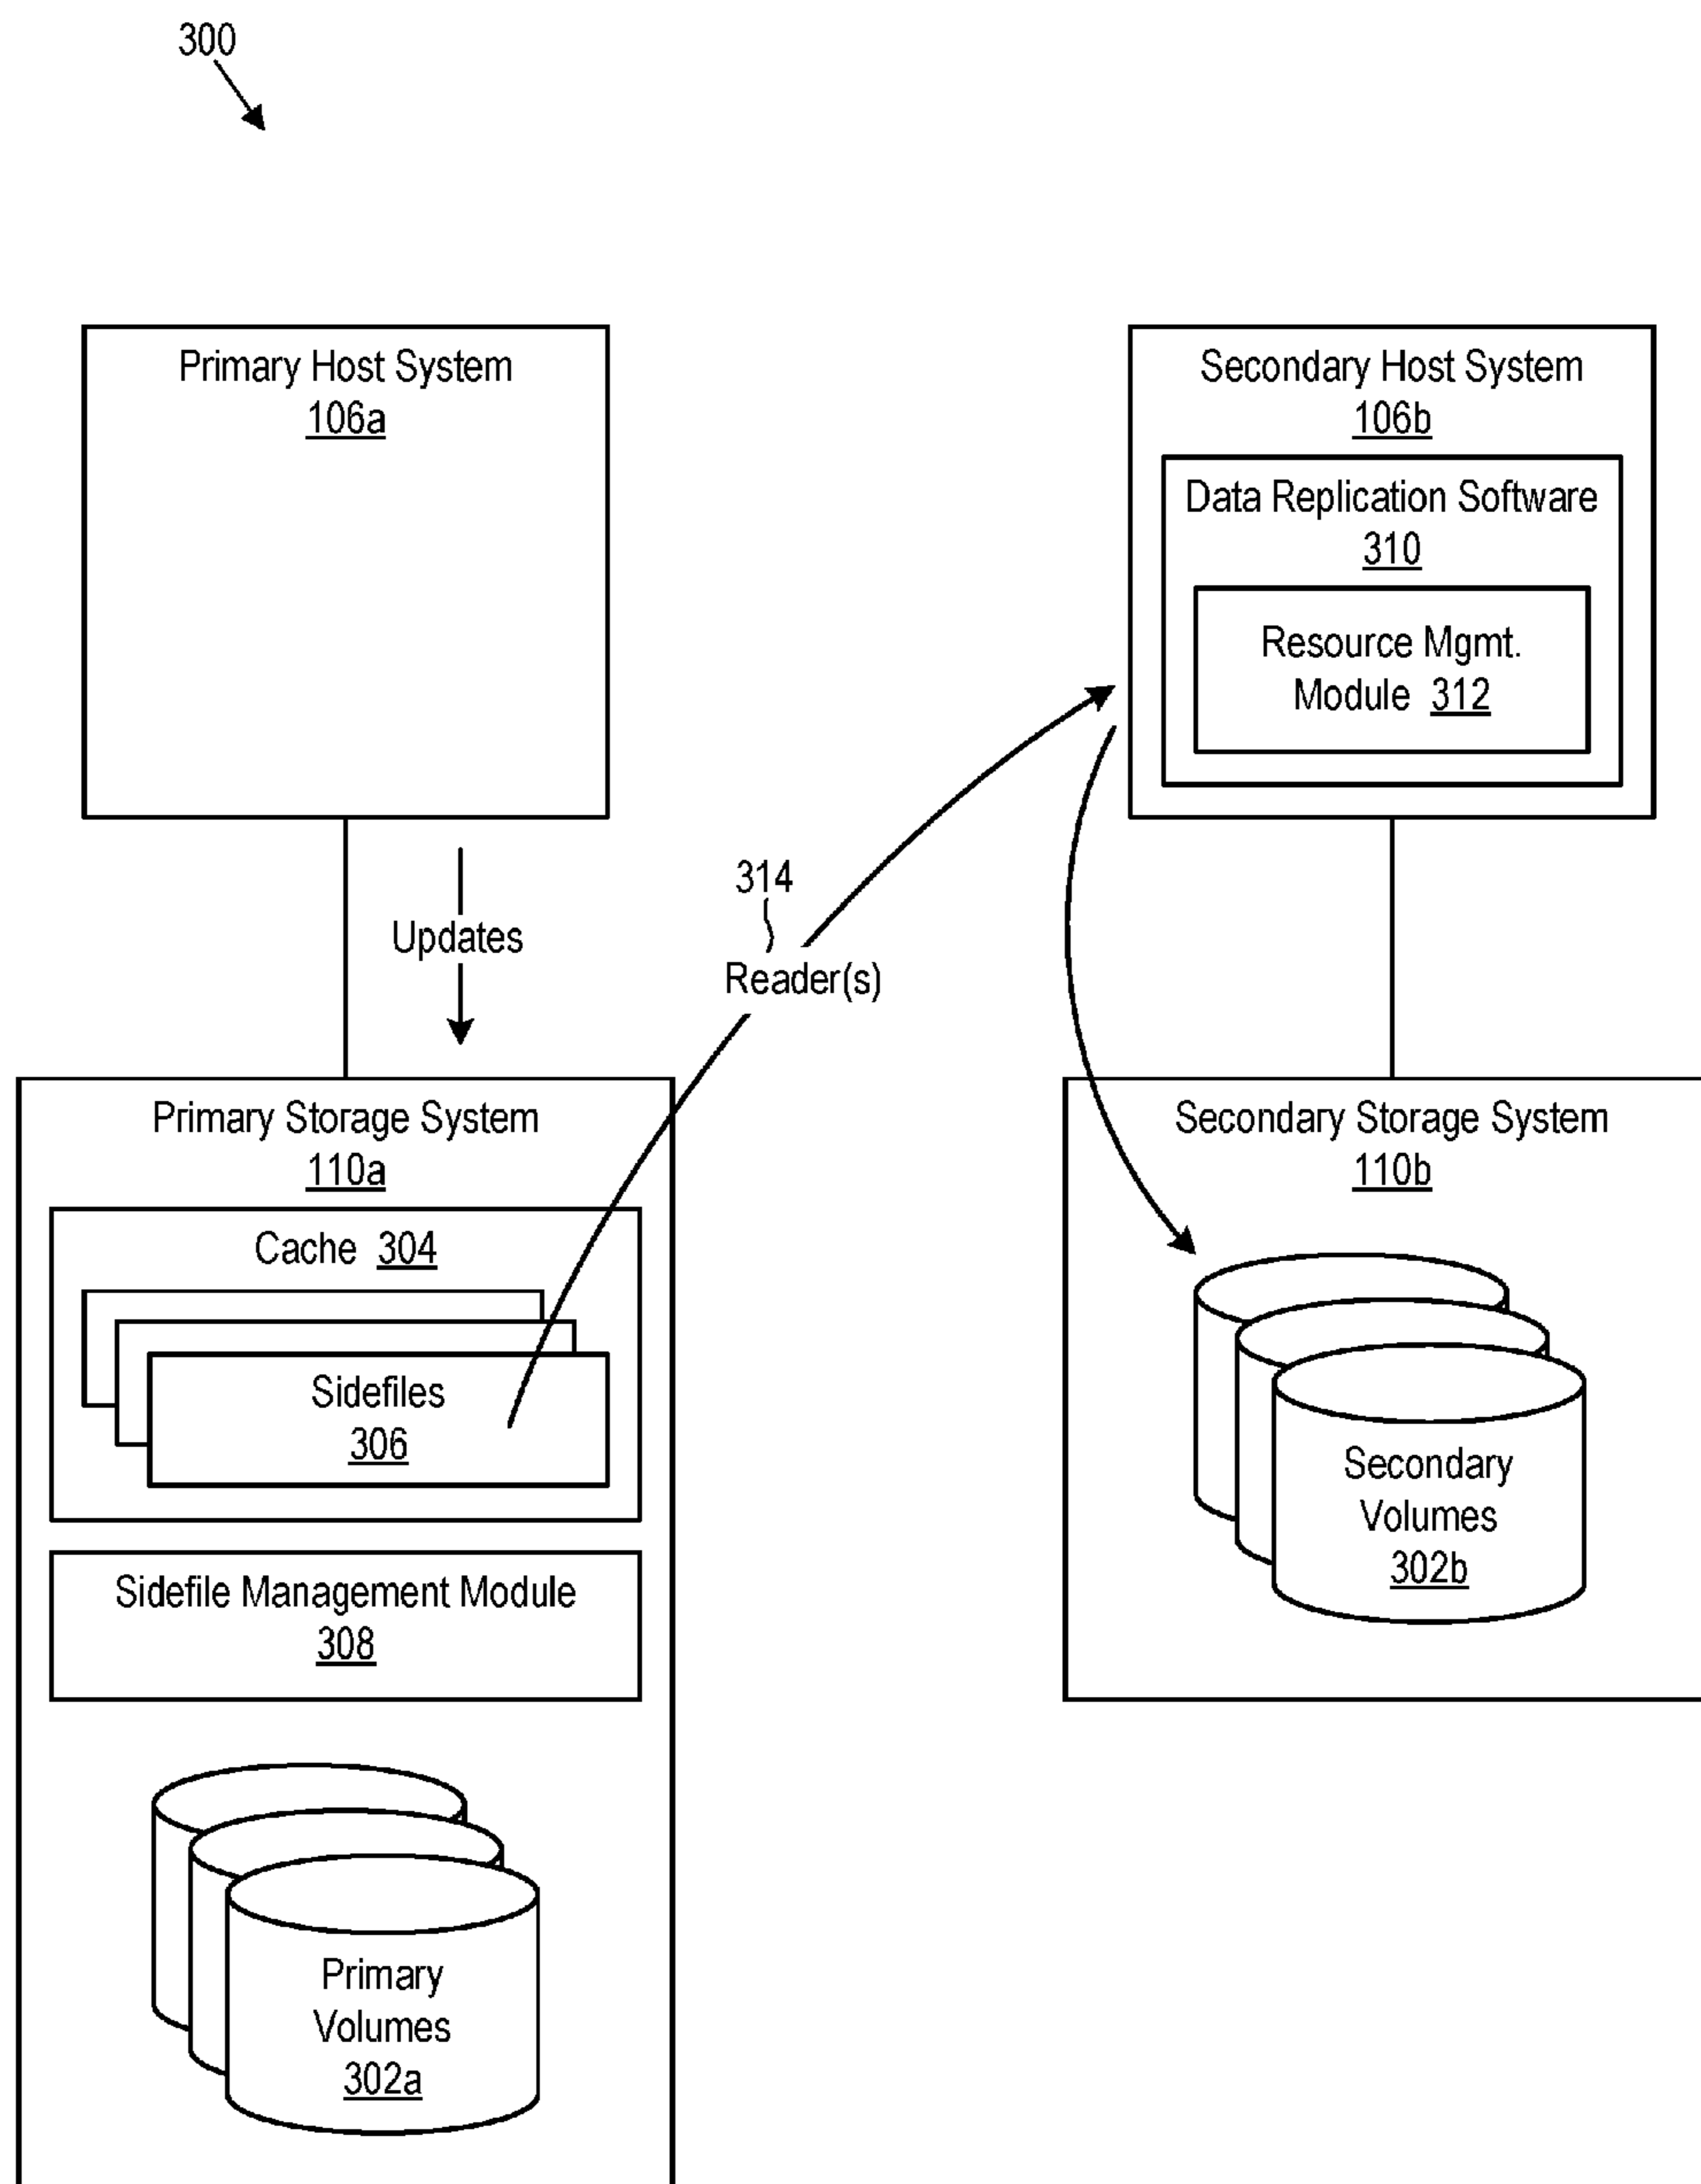 300
Primary Host System
106a
Secondary Host System
106b
Data Replication Software
310
Resource Mgmt.
Module 312
Updates
314
Reader(s)
Primary Storage System
110a
Cache 304
Sidefiles
306
Sidefile Management Module
308
Primary
Volumes
302a
Secondary Storage System
110b
Secondary
Volumes
302b